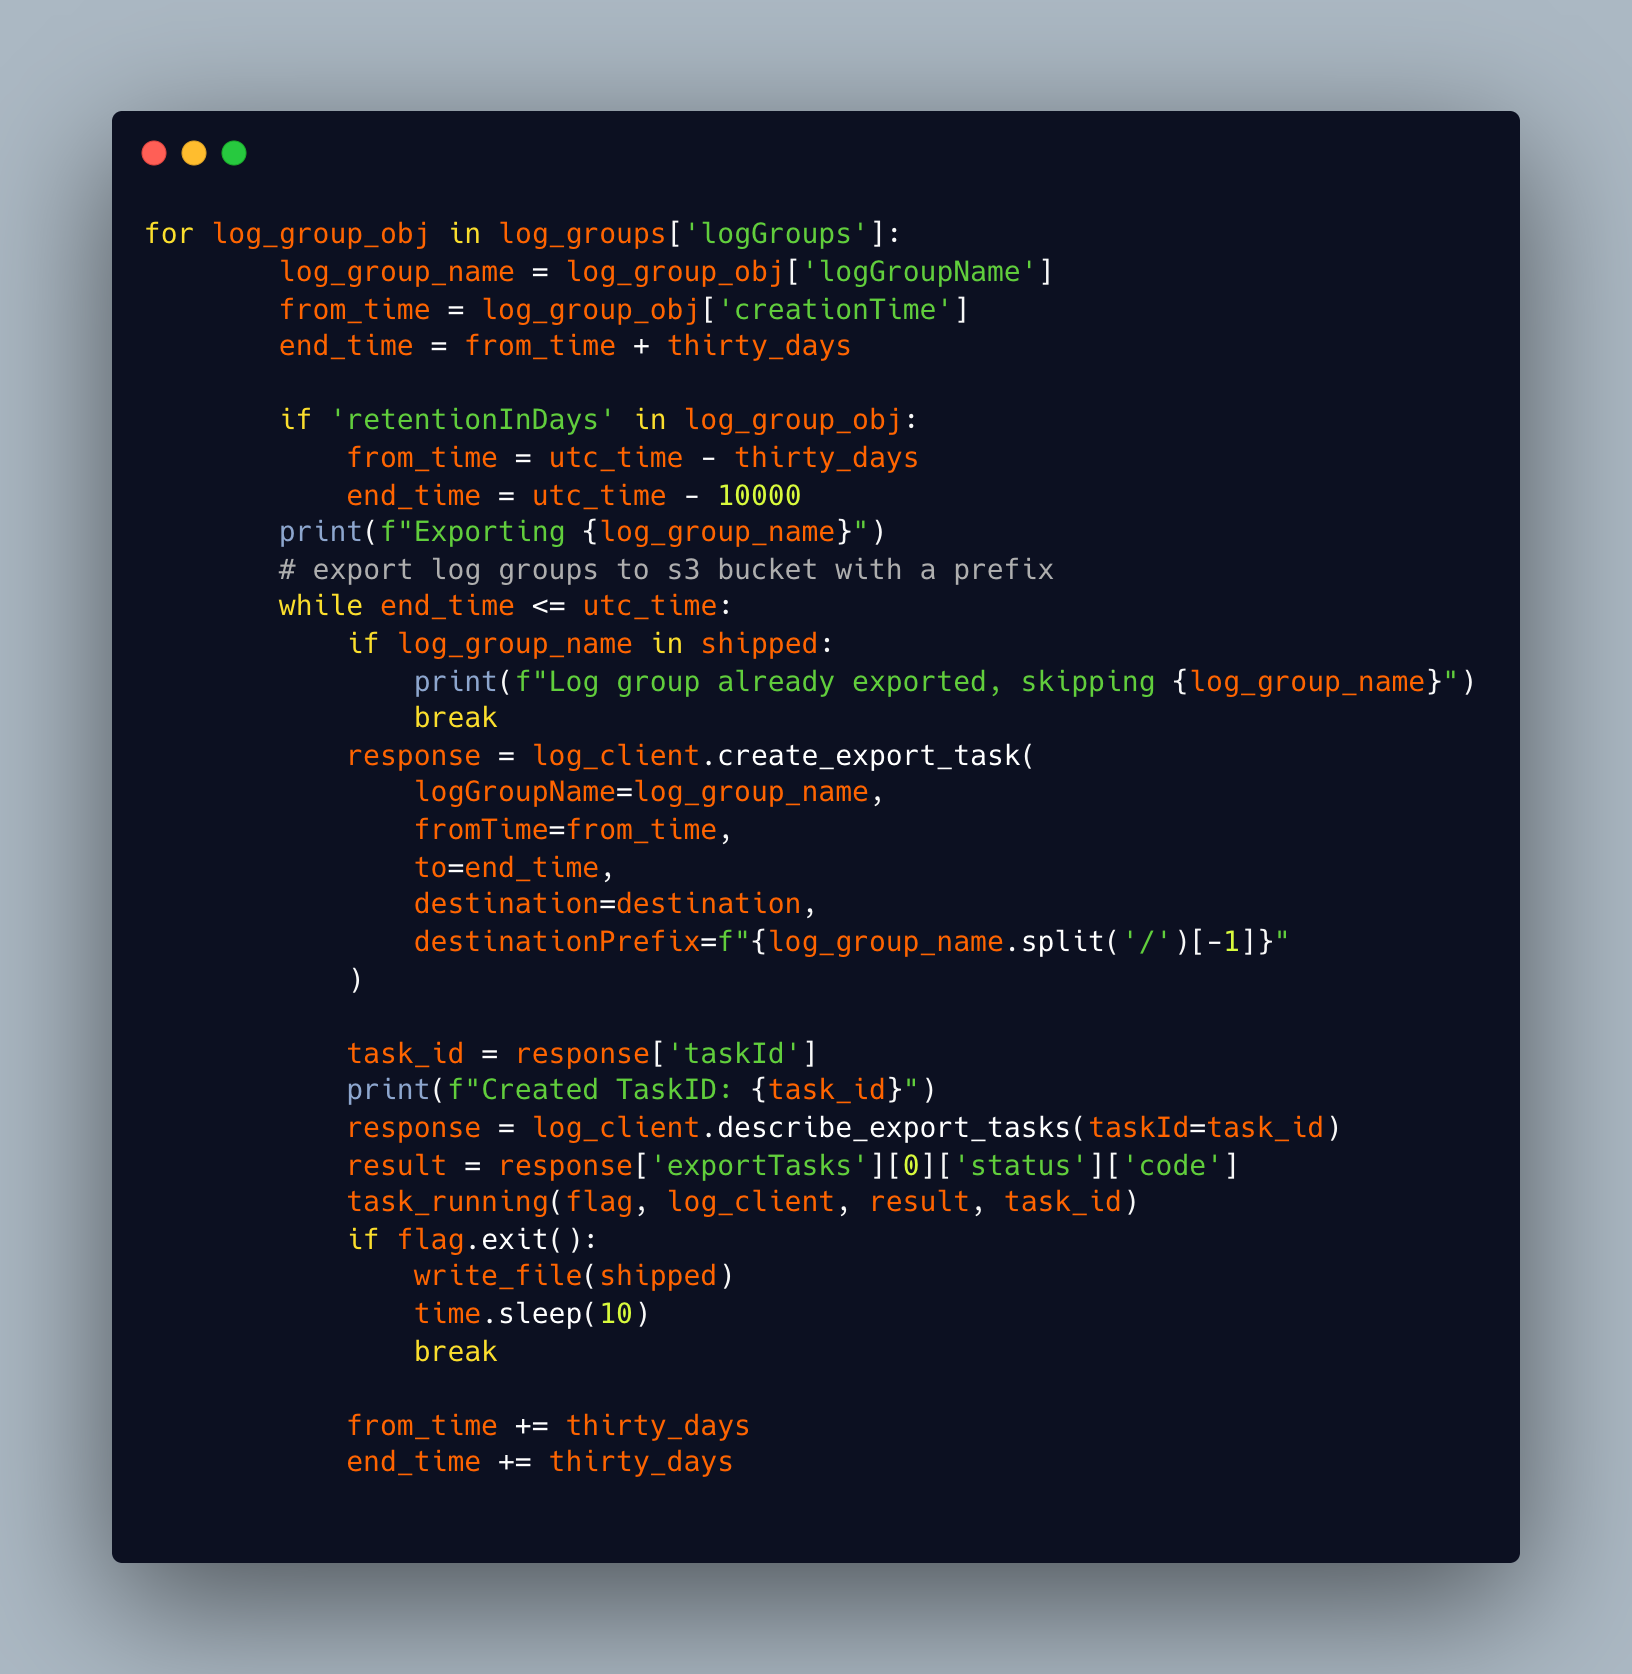 for log_group_obj in log_groups['logGroups']:
        log_group_name = log_group_obj['logGroupName']
        from_time = log_group_obj['creationTime']
        end_time = from_time + thirty_days

        if 'retentionInDays' in log_group_obj:
            from_time = utc_time - thirty_days
            end_time = utc_time - 10000
        print(f"Exporting {log_group_name}")
        # export log groups to s3 bucket with a prefix
        while end_time <= utc_time:
            if log_group_name in shipped:
                print(f"Log group already exported, skipping {log_group_name}")
                break
            response = log_client.create_export_task(
                logGroupName=log_group_name,
                fromTime=from_time,
                to=end_time,
                destination=destination,
                destinationPrefix=f"{log_group_name.split('/')[-1]}"
            )

            task_id = response['taskId']
            print(f"Created TaskID: {task_id}")
            response = log_client.describe_export_tasks(taskId=task_id)
            result = response['exportTasks'][0]['status']['code']
            task_running(flag, log_client, result, task_id)
            if flag.exit():
                write_file(shipped)
                time.sleep(10)
                break

            from_time += thirty_days
            end_time += thirty_days